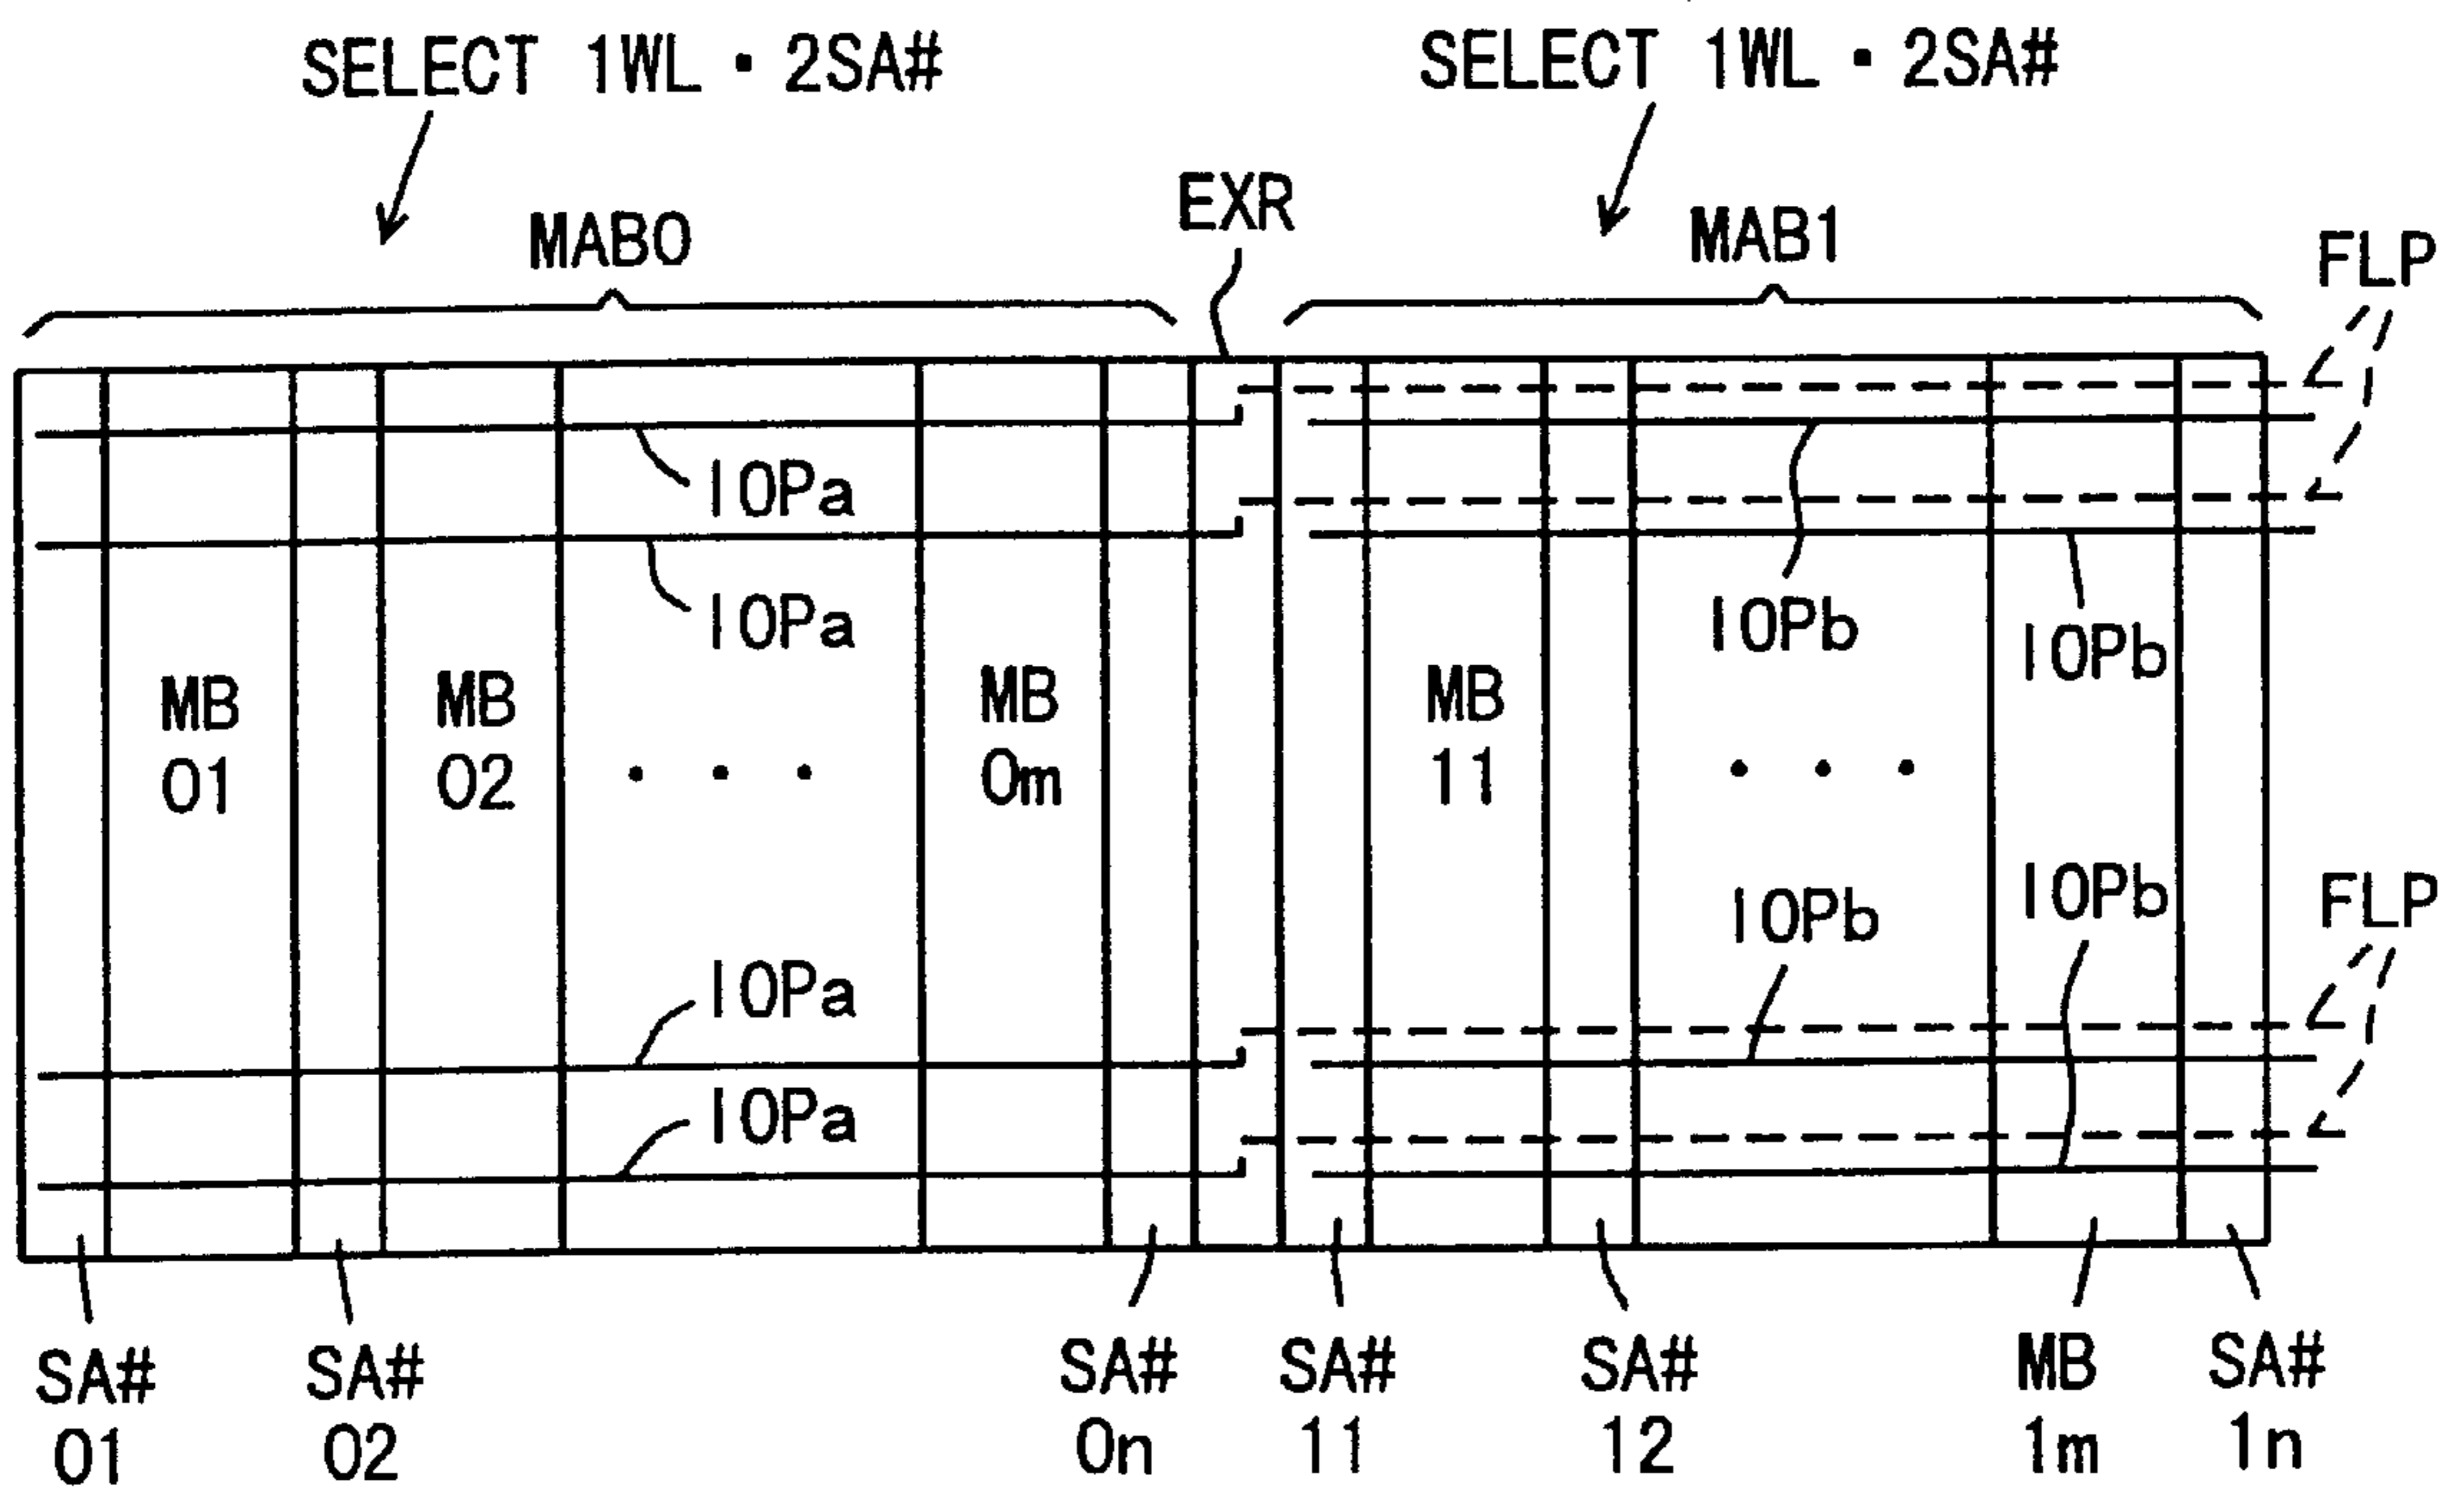 SELECT 1WL · 2SA#
SELECT 1WL · 2SA#
MAB0
EXR
MAB1
FLP
IOPa
IOPa
IOPb
IOPb
MB
01
MB
02
· · ·
MB
0m
MB
11
· · ·
IOPa
IOPa
IOPb
IOPb
FLP
SA#
01
SA#
02
SA#
0n
SA#
11
SA#
12
MB
1m
SA#
1n